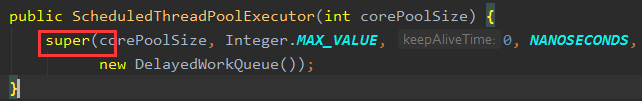 public ScheduledThreadPoolExecutor(int corePoolSize) {
super(corePoolSize, Integer.MAX_VALUE, keepAliveTime: 0, NANOSECONDS,
new DelayedWorkQueue());
}